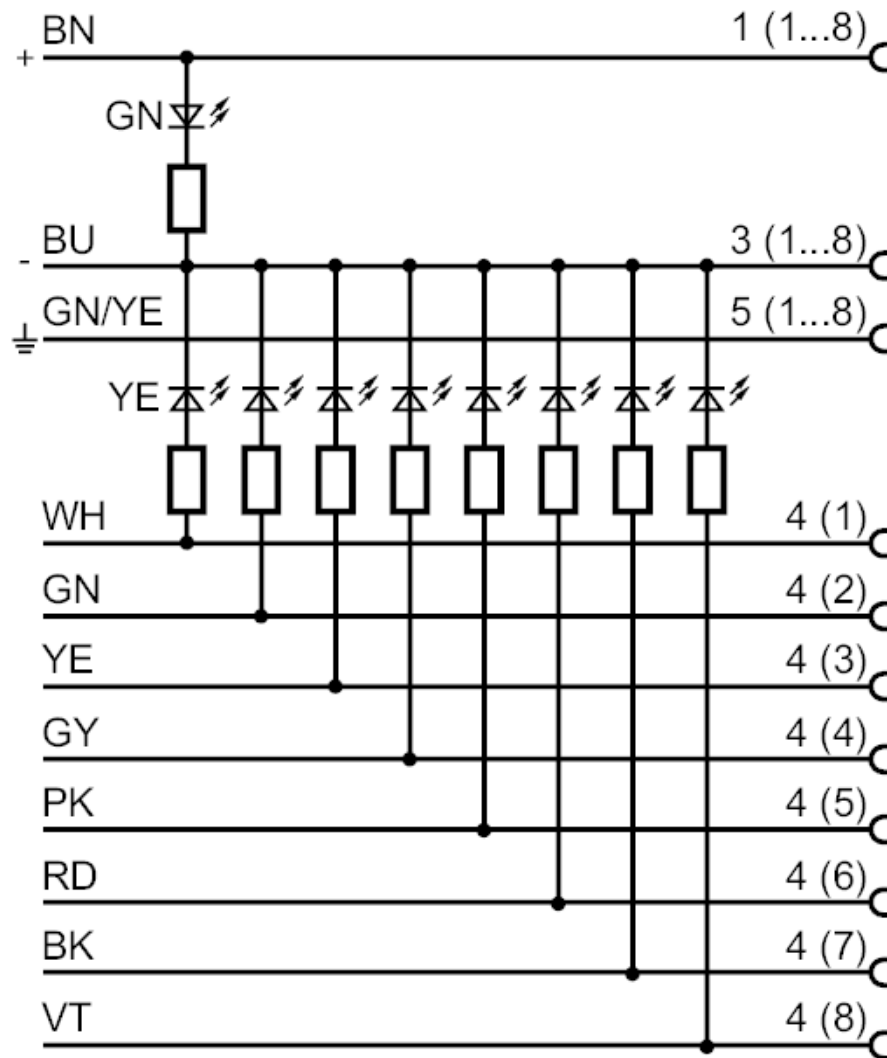 BN 1 (1...8)
+
GN
BU 3 (1...8)
-
GN/YE 5 (1...8)
YE
WH 4 (1)
GN 4 (2)
YE 4 (3)
GY 4 (4)
PK 4 (5)
RD 4 (6)
BK 4 (7)
VT 4 (8)